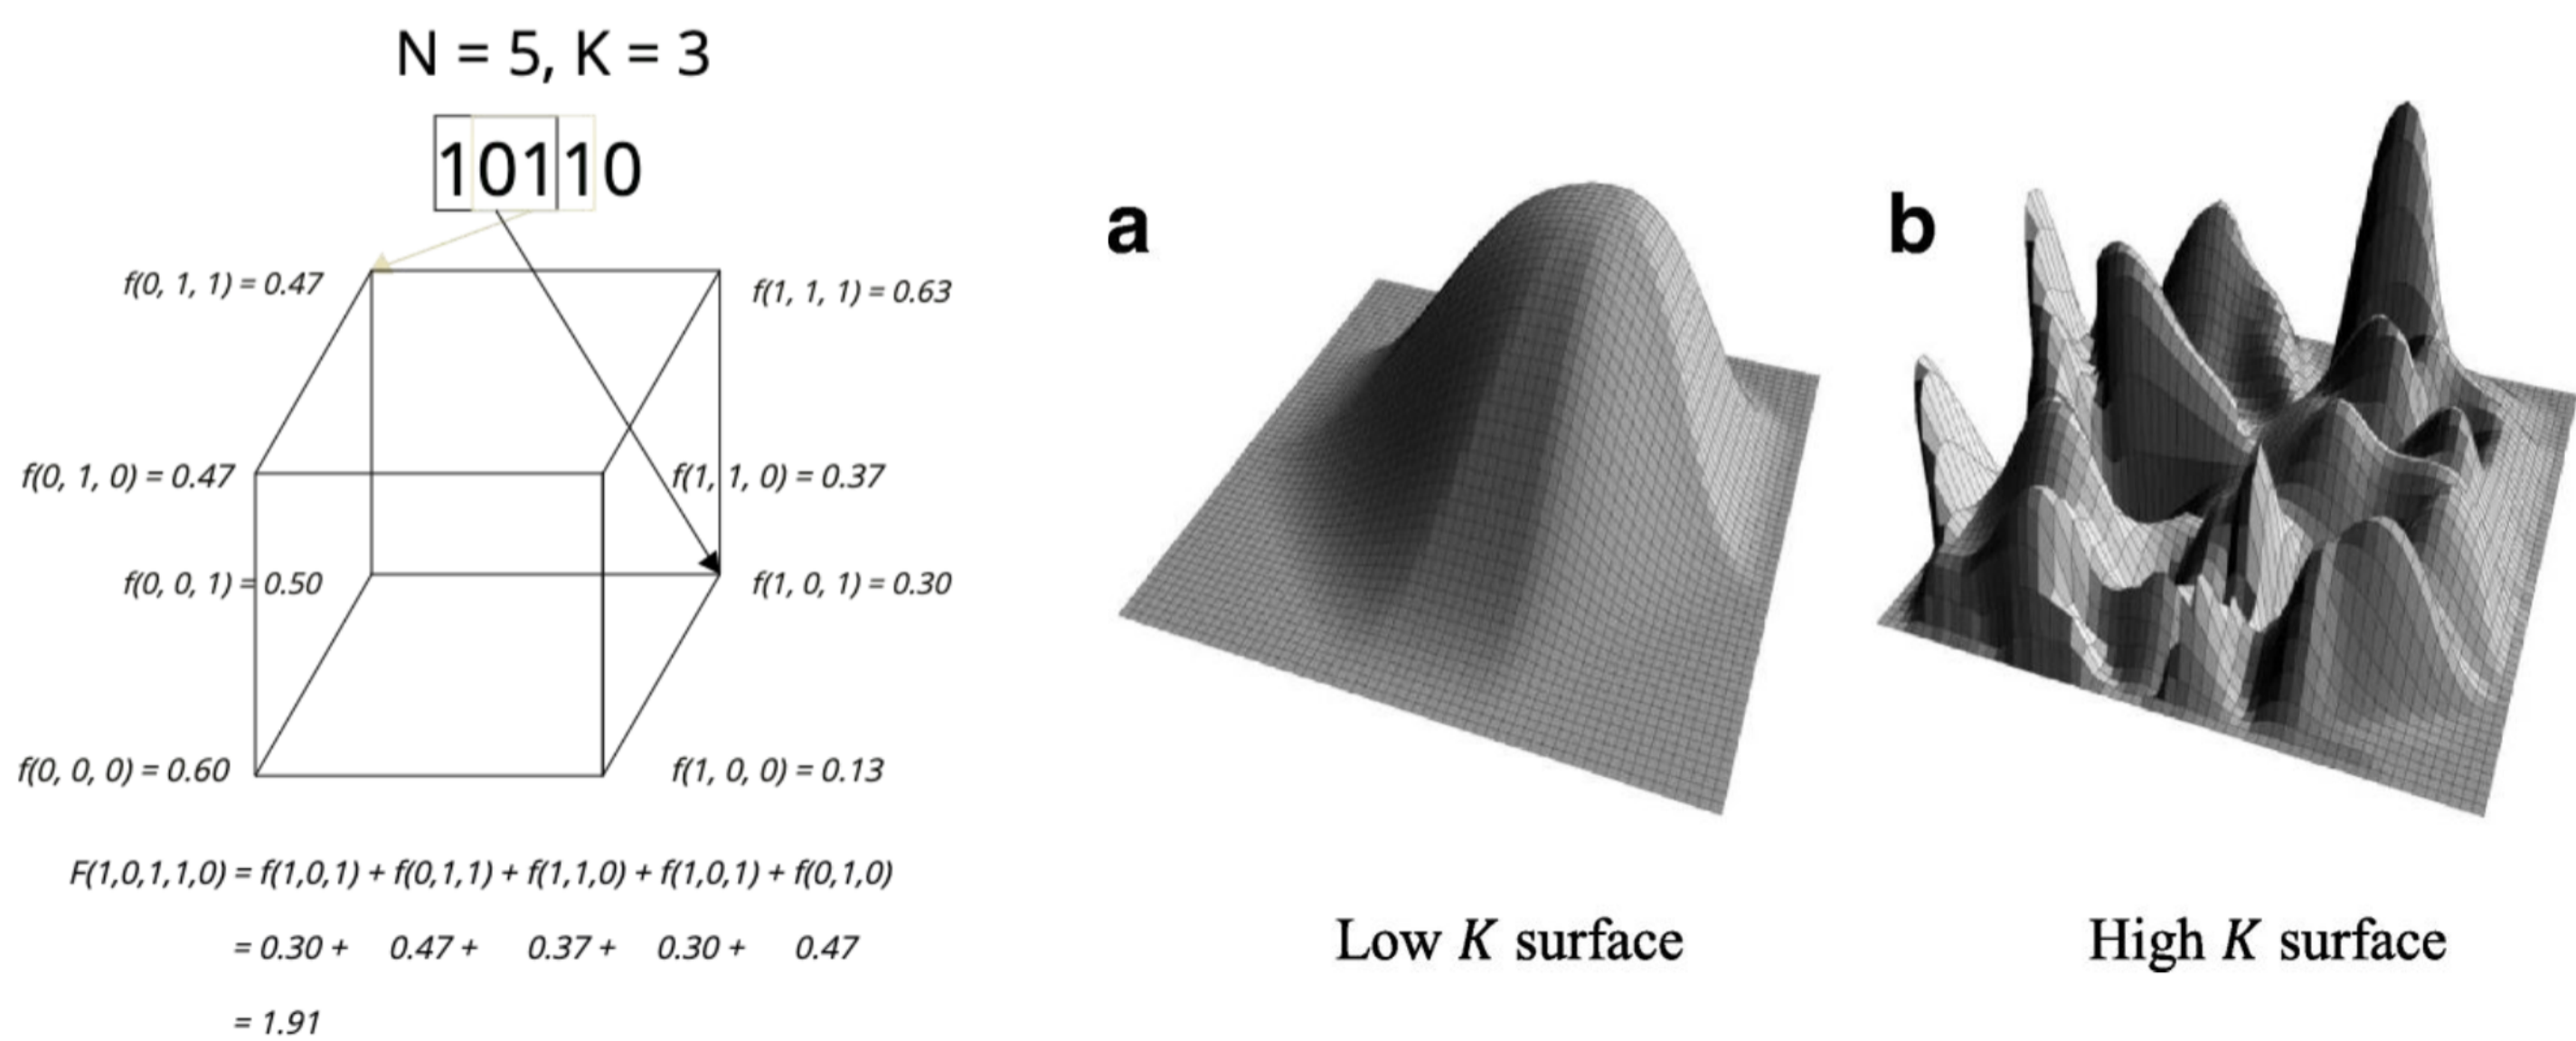 N = 5, K = 3
10110
f(0, 1, 1) = 0.47
f(1, 1, 1) = 0.63
f(0, 1, 0) = 0.47
f(1, 1, 0) = 0.37
f(0, 0, 1) = 0.50
f(1, 0, 1) = 0.30
f(0, 0, 0) = 0.60
f(1, 0, 0) = 0.13
F(1,0,1,1,0) = f(1,0,1) + f(0,1,1) + f(1,1,0) + f(1,0,1) + f(0,1,0)
= 0.30 + 0.47 + 0.37 + 0.30 + 0.47
= 1.91
a
Low K surface
b
High K surface